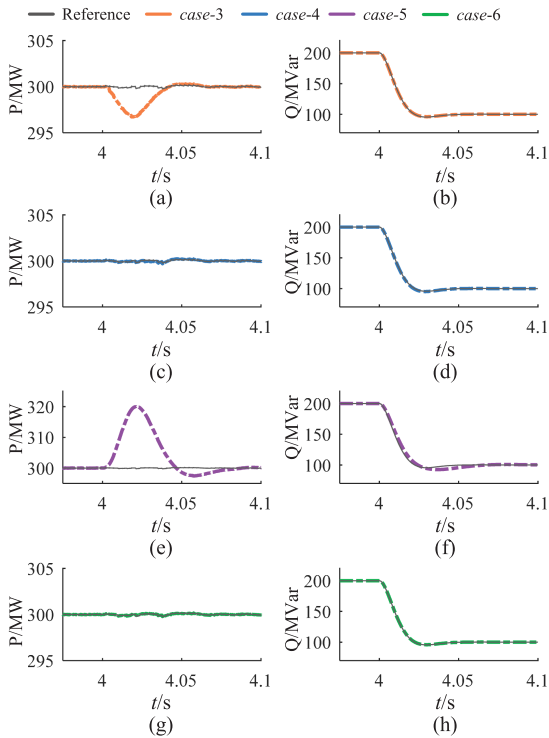 Reference case-3 case-4 case-5 case-6
P/MW
305
300
295
4 4.05 4.1
t/s
(a)
Q/MVar
200
150
100
4 4.05 4.1
t/s
(b)
P/MW
305
300
295
4 4.05 4.1
t/s
(c)
Q/MVar
200
150
100
4 4.05 4.1
t/s
(d)
P/MW
320
310
300
4 4.05 4.1
t/s
(e)
Q/MVar
200
150
100
4 4.05 4.1
t/s
(f)
P/MW
305
300
295
4 4.05 4.1
t/s
(g)
Q/MVar
200
150
100
4 4.05 4.1
t/s
(h)